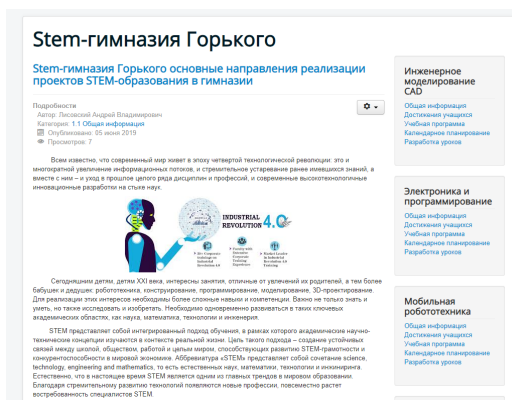 Stem-гимназия Горького
Stem-гимназия Горького основные направления реализации
проектов STEM-образования в гимназии
Подробности
Автор: Лесовский Андрей Владимирович
Категория: 1.1 Общая информация
Опубликовано: 05 июня 2019
Просмотров: 7
Всем известно, что современный мир живет в эпоху четвертой технологической революции: это и
многократной увеличение информационных потоков, и стремительное устаревание ранее имевшихся знаний, а
вместе с ним – и уход в прошлое целого ряда дисциплин и профессий, и современные высокотехнологичные
инновационные разработки на стыке наук.
INDUSTRIAL
REVOLUTION 4.0
Сегодняшним детям, детям XXI века, интересны занятия, отличные от увлечений их родителей, а тем более
бабушек и дедушек: робототехника, конструирование, программирование, моделирование, 3D-проектирование.
Для реализации этих интересов необходимы более сложные навыки и компетенции. Важно не только знать и
уметь, но также исследовать и изобретать. Необходимо одновременно развиваться в таких ключевых
академических областях, как наука, математика, технологии и инженерия.
STEM представляет собой интегрированный подход обучения, в рамках которого академические научно-
технические концепции изучаются в контексте реальной жизни. Цель такого подхода – создание устойчивых
связей между школой, обществом, работой и целым миром, способствующих развитию STEM-грамотности и
конкурентоспособности в мировой экономике. Аббревиатура «STEM» представляет собой сочетание science,
technology, engineering and mathematics, то есть естественных наук, математики, технологии и инжиниринга.
Естественно, что в настоящее время STEM является одним из главных трендов в мировом образовании.
Благодаря стремительному развитию технологий появляются новые профессии, повсеместно растет
востребованность специалистов STEM.
Инженерное
моделирование
CAD
Общая информация
Достижения учащихся
Учебная программа
Календарное планирование
Разработка уроков
Электроника и
программирование
Общая информация
Достижения учащихся
Учебная программа
Календарное планирование
Разработка уроков
Мобильная
робототехника
Общая информация
Достижения учащихся
Учебная программа
Календарное планирование
Разработка уроков